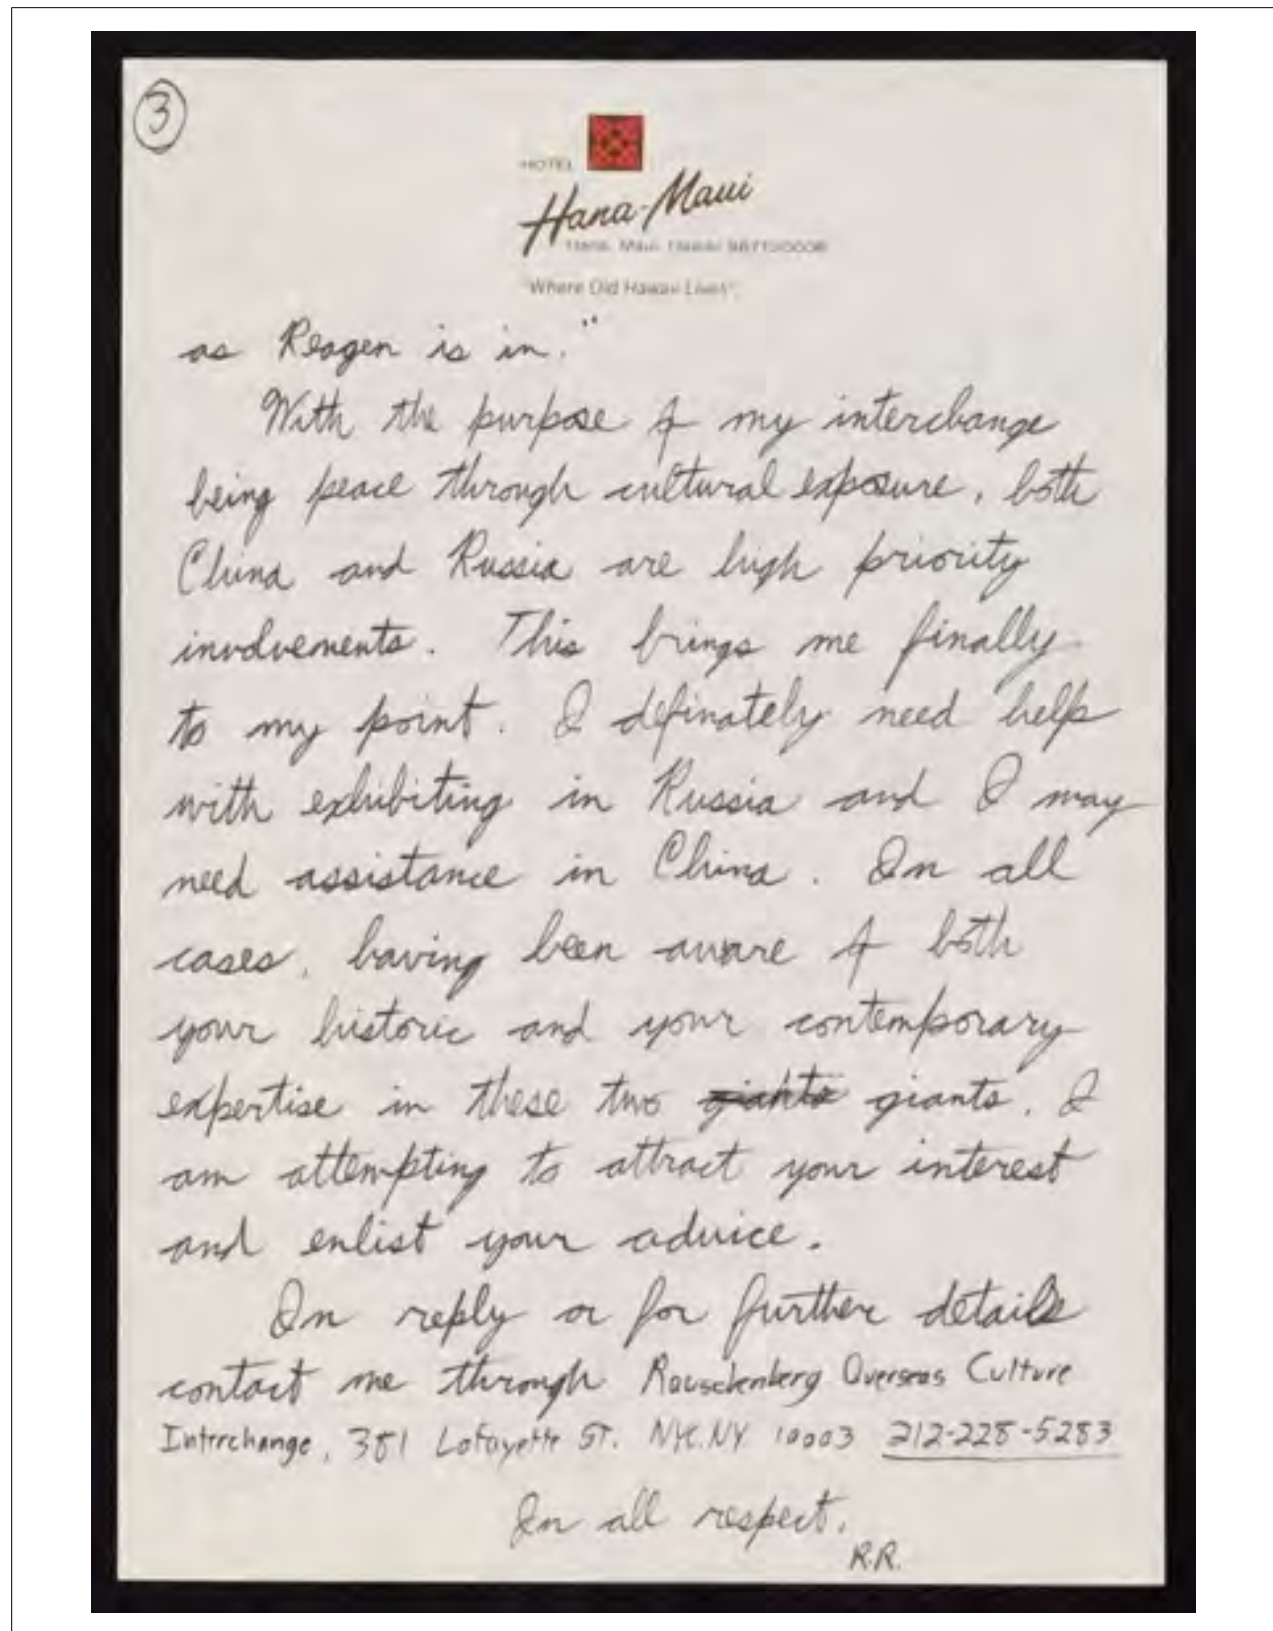 3
HOTEL
Hana-Maui
Hana, Maui, Hawaii 96713/0008
"Where Old Hawaii Lives".
as Reagen is in."
With the purpose of my interchange
being peace through cultural exposure, both
China and Russia are high priority
involvements. This brings me finally
to my point. I definately need help
with exhibiting in Russia and I may
need assistance in China. In all
cases, having been aware of both
your historic and your contemporary
expertise in these two giants giants, I
am attempting to attract your interest
and enlist your advice.
In reply or for further details
contact me through Rauschenberg Overseas Culture
Interchange, 381 Lafayette ST. NYC.NY. 10003 212-228-5283
In all respect,
R.R.